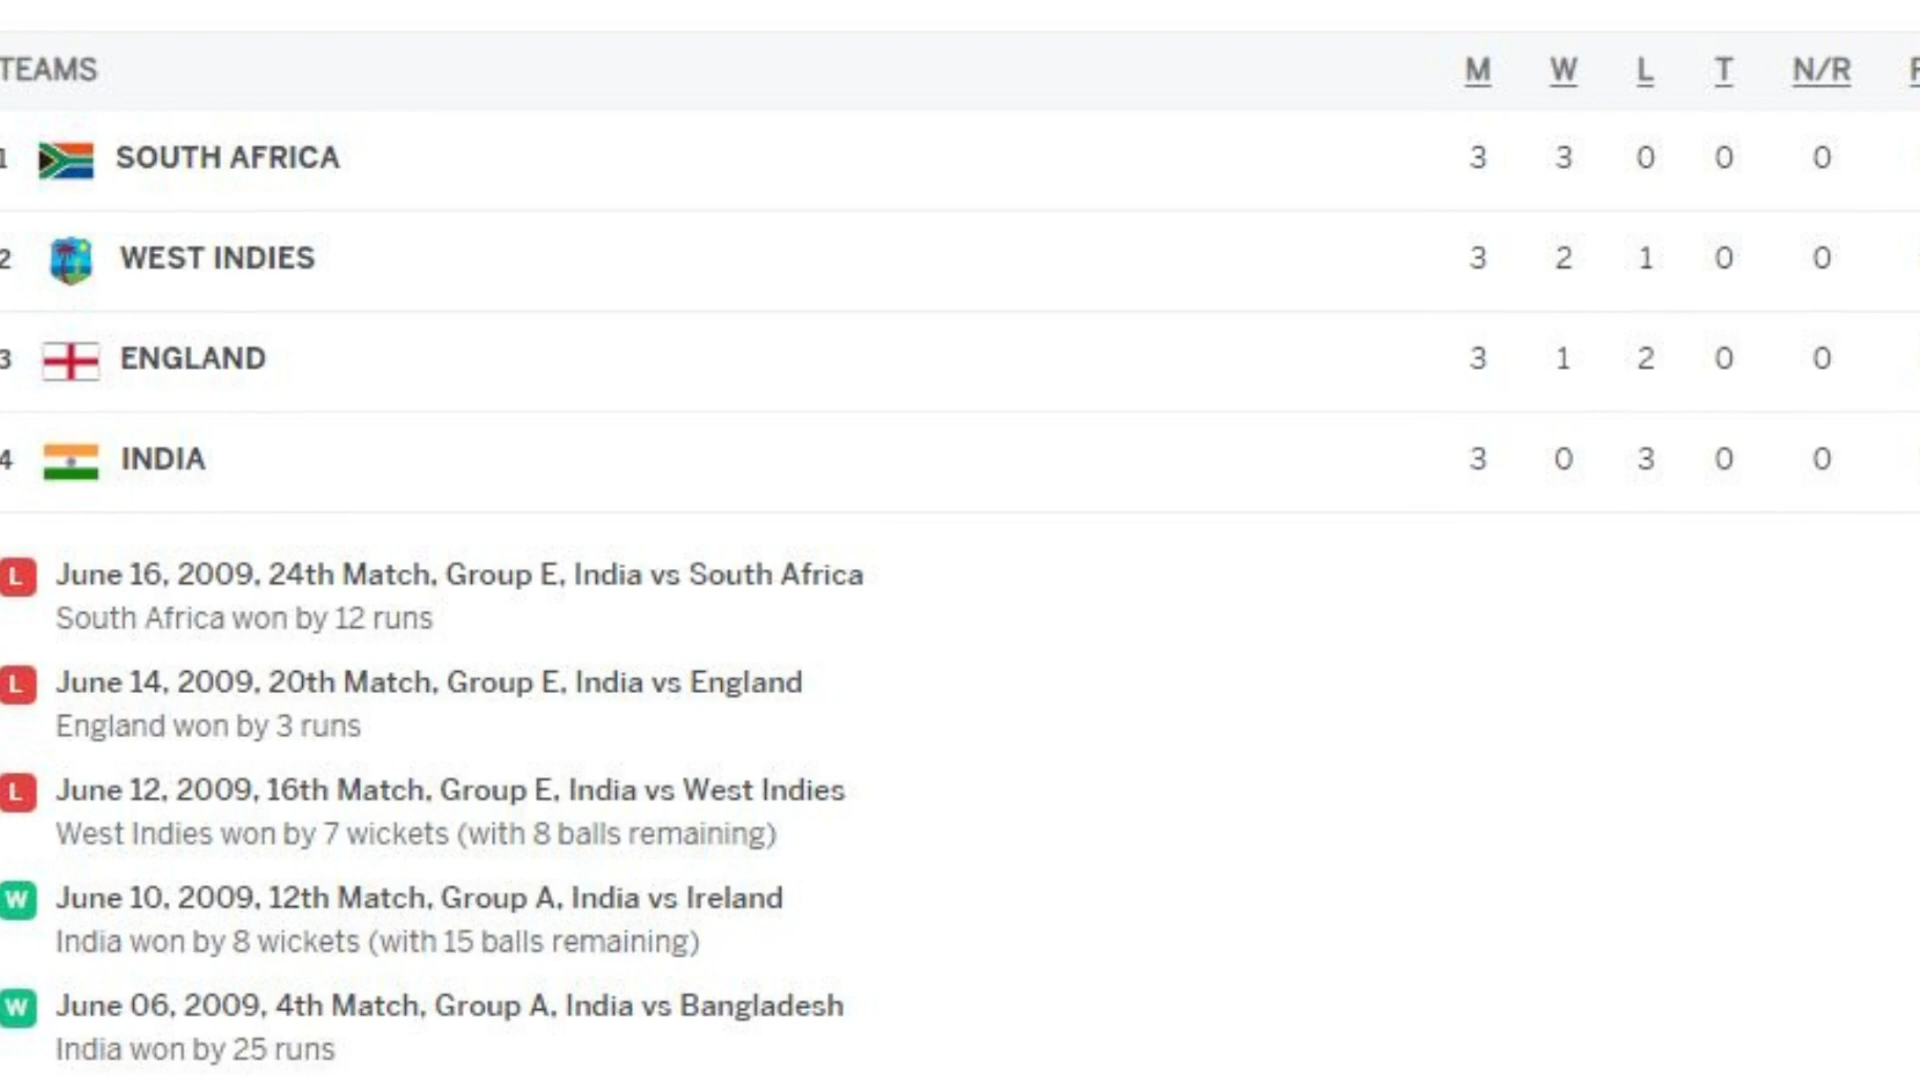 TEAMS M W L T N/R
1 SOUTH AFRICA 3 3 0 0 0
2 WEST INDIES 3 2 1 0 0
3 ENGLAND 3 1 2 0 0
4 INDIA 3 0 3 0 0
L June 16, 2009, 24th Match, Group E, India vs South Africa
South Africa won by 12 runs
L June 14, 2009, 20th Match, Group E, India vs England
England won by 3 runs
L June 12, 2009, 16th Match, Group E, India vs West Indies
West Indies won by 7 wickets (with 8 balls remaining)
W June 10, 2009, 12th Match, Group A, India vs Ireland
India won by 8 wickets (with 15 balls remaining)
W June 06, 2009, 4th Match, Group A, India vs Bangladesh
India won by 25 runs